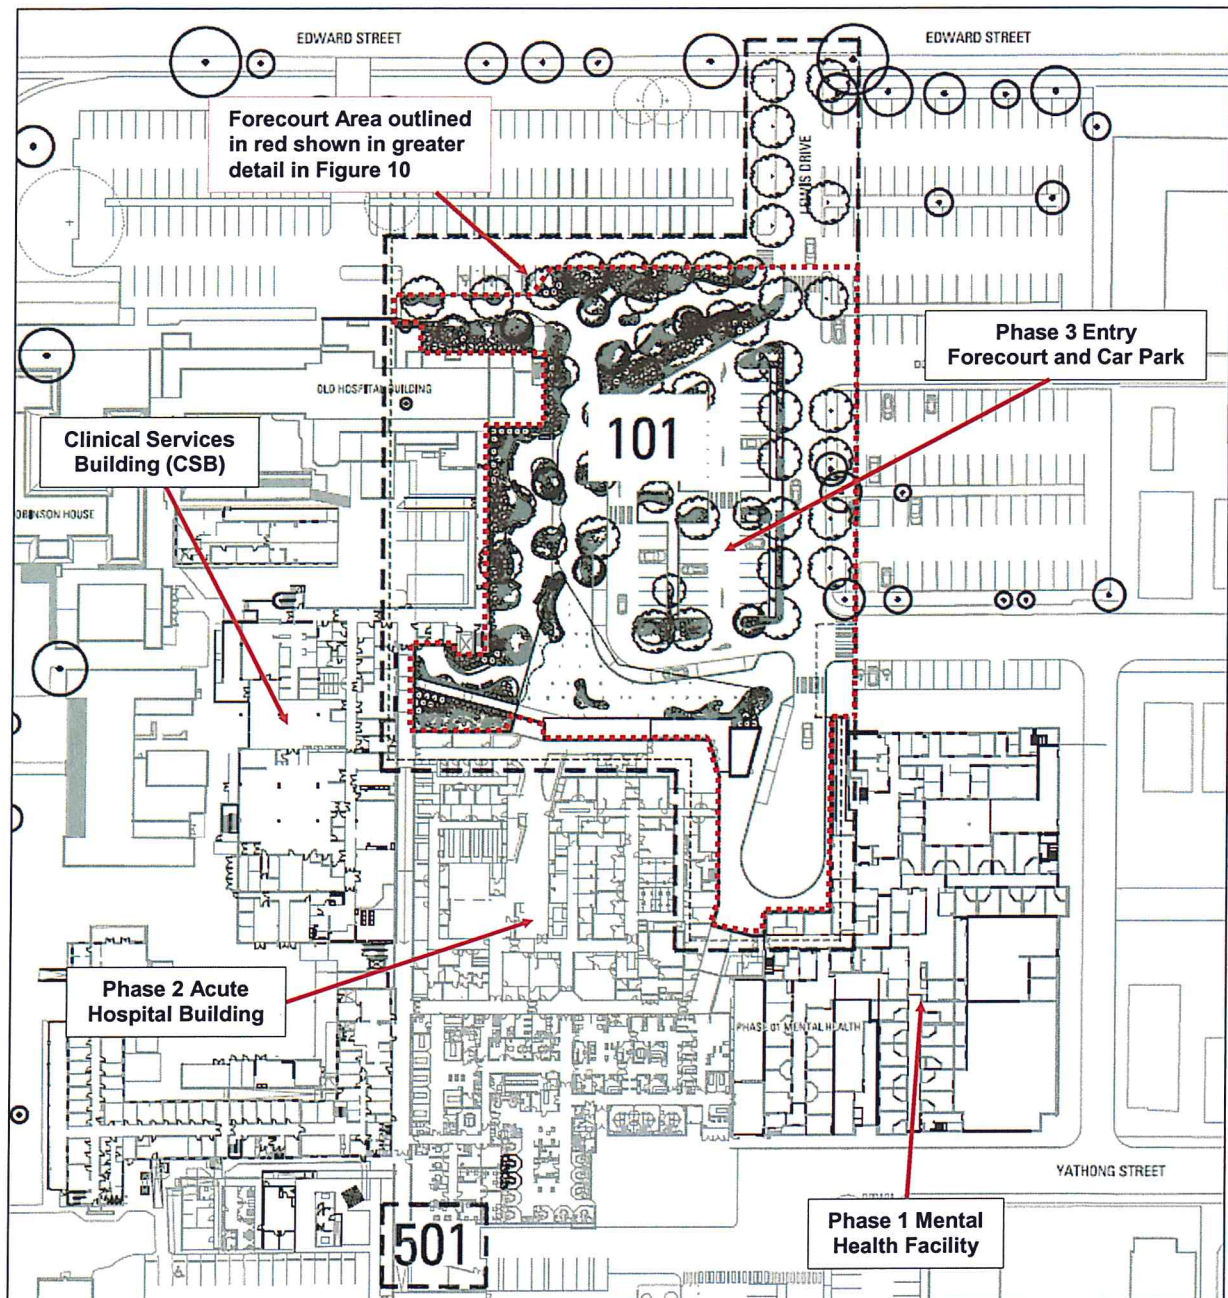 EDWARD STREET
EDWARD STREET
Forecourt Area outlined
in red shown in greater
detail in Figure 10
LEWIS DRIVE
Phase 3 Entry
Forecourt and Car Park
OLD HOSPITAL BUILDING
101
Clinical Services
Building (CSB)
OBINSON HOUSE
Phase 2 Acute
Hospital Building
PHASE 01 MENTAL HEALTH
YATHONG STREET
Phase 1 Mental
Health Facility
501